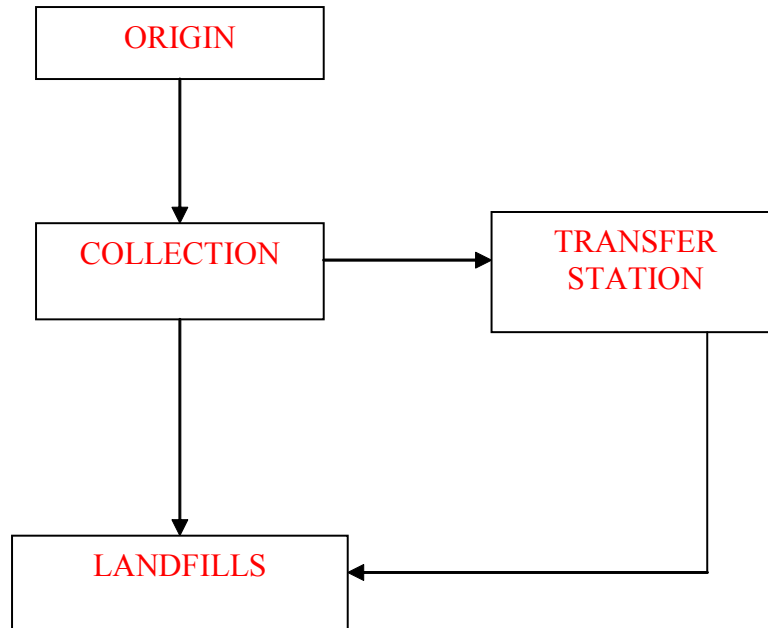 ORIGIN
COLLECTION
TRANSFER
STATION
LANDFILLS